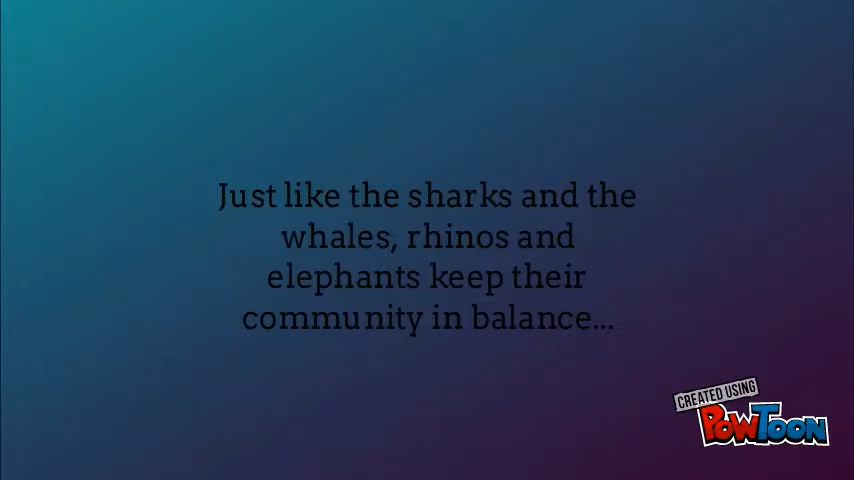 Just like the sharks and the
whales, rhinos and
elephants keep their
community in balance...
CREATED USING
POWTOON